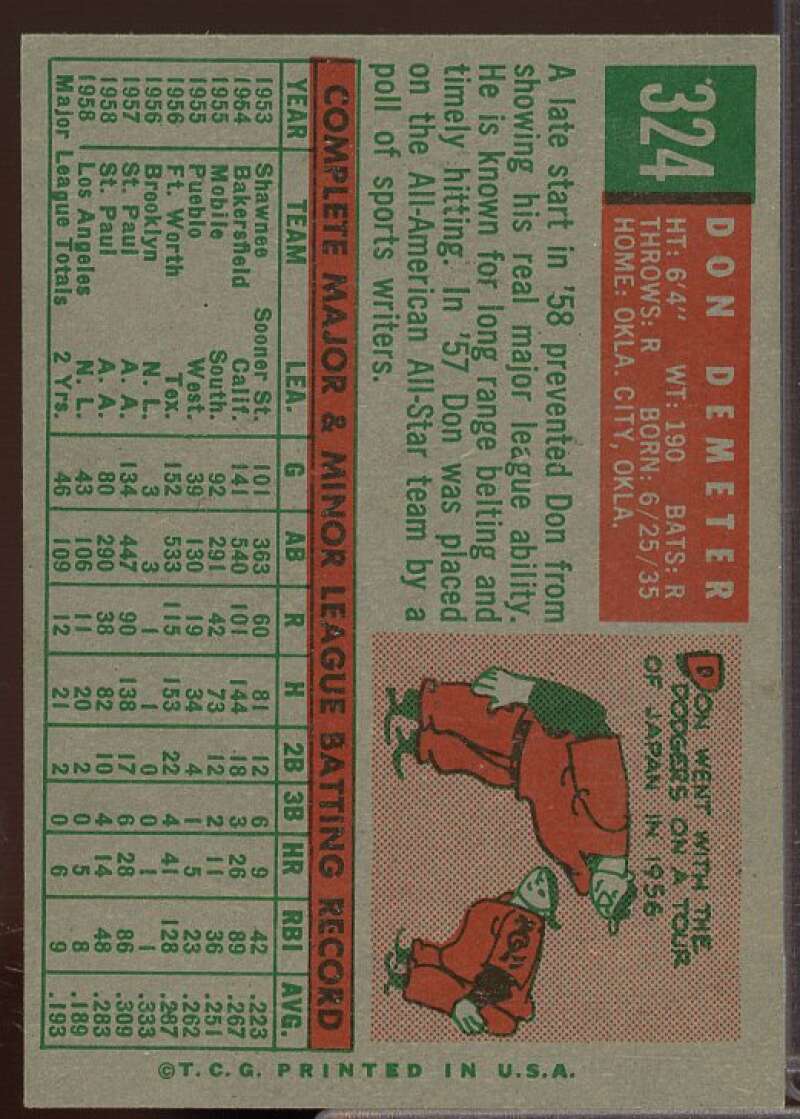 324
DON DEMETER
HT: 6'4" WT: 190 BATS: R
THROWS: R BORN: 6/25/35
HOME: OKLA. CITY, OKLA.
A late start in '58 prevented Don from
showing his real major league ability.
He is known for long range belting and
timely hitting. In '57 Don was placed
on the All-American All-Star team by a
poll of sports writers.
DON WENT WITH THE
DODGERS ON A TOUR
OF JAPAN IN 1956
COMPLETE MAJOR & MINOR LEAGUE BATTING RECORD
YEAR TEAM LEA. G AB R H 2B 3B HR RBI AVG.
1953 Shawnee Sooner St. 101 363 60 81 12 6 9 42 .223
1954 Bakersfield Calif. 141 540 101 144 18 3 26 89 .267
1955 Mobile South. 92 291 42 73 12 2 11 36 .251
1955 Pueblo West. 39 130 19 34 4 1 5 23 .262
1956 Ft. Worth Tex. 152 533 115 153 22 4 41 128 .287
1956 Brooklyn N. L. 3 3 1 1 0 0 1 1 .333
1957 St. Paul A. A. 134 447 90 138 17 6 28 86 .309
1958 St. Paul A. A. 80 290 38 82 10 4 14 48 .283
1958 Los Angeles N. L. 43 106 11 20 2 0 5 8 .189
Major League Totals 2 Yrs. 46 109 12 21 2 0 6 9 .193
©T. C. G. PRINTED IN U.S.A.